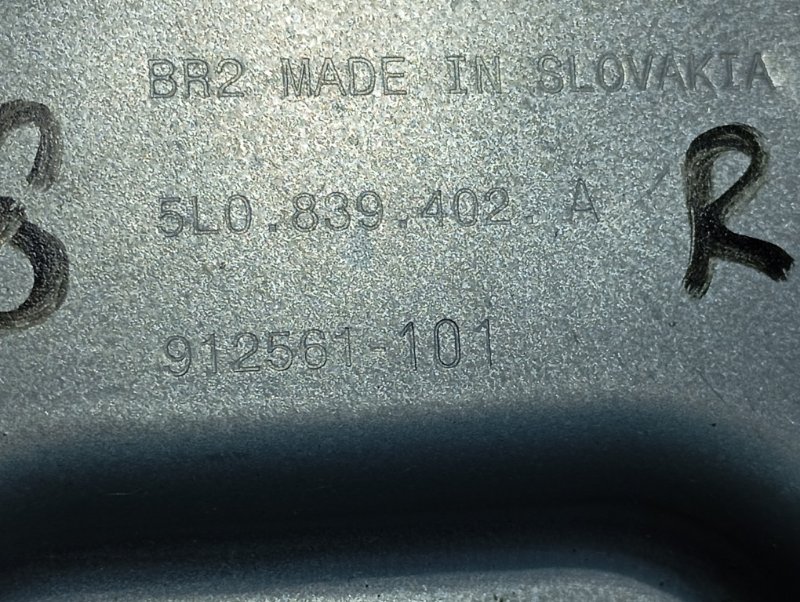 BR2 MADE IN SLOVAKIA
5L0.839.402. A
R
912561-101